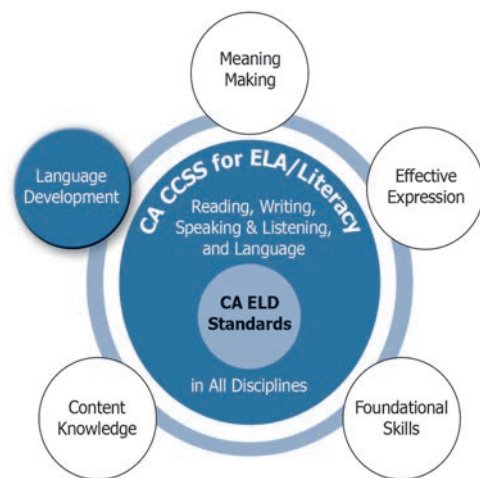 Meaning
Making
Language
Development
Effective
Expression
CA CCSS for ELA/Literacy
Reading, Writing,
Speaking & Listening,
and Language
CA ELD
Standards
in All Disciplines
Content
Knowledge
Foundational
Skills